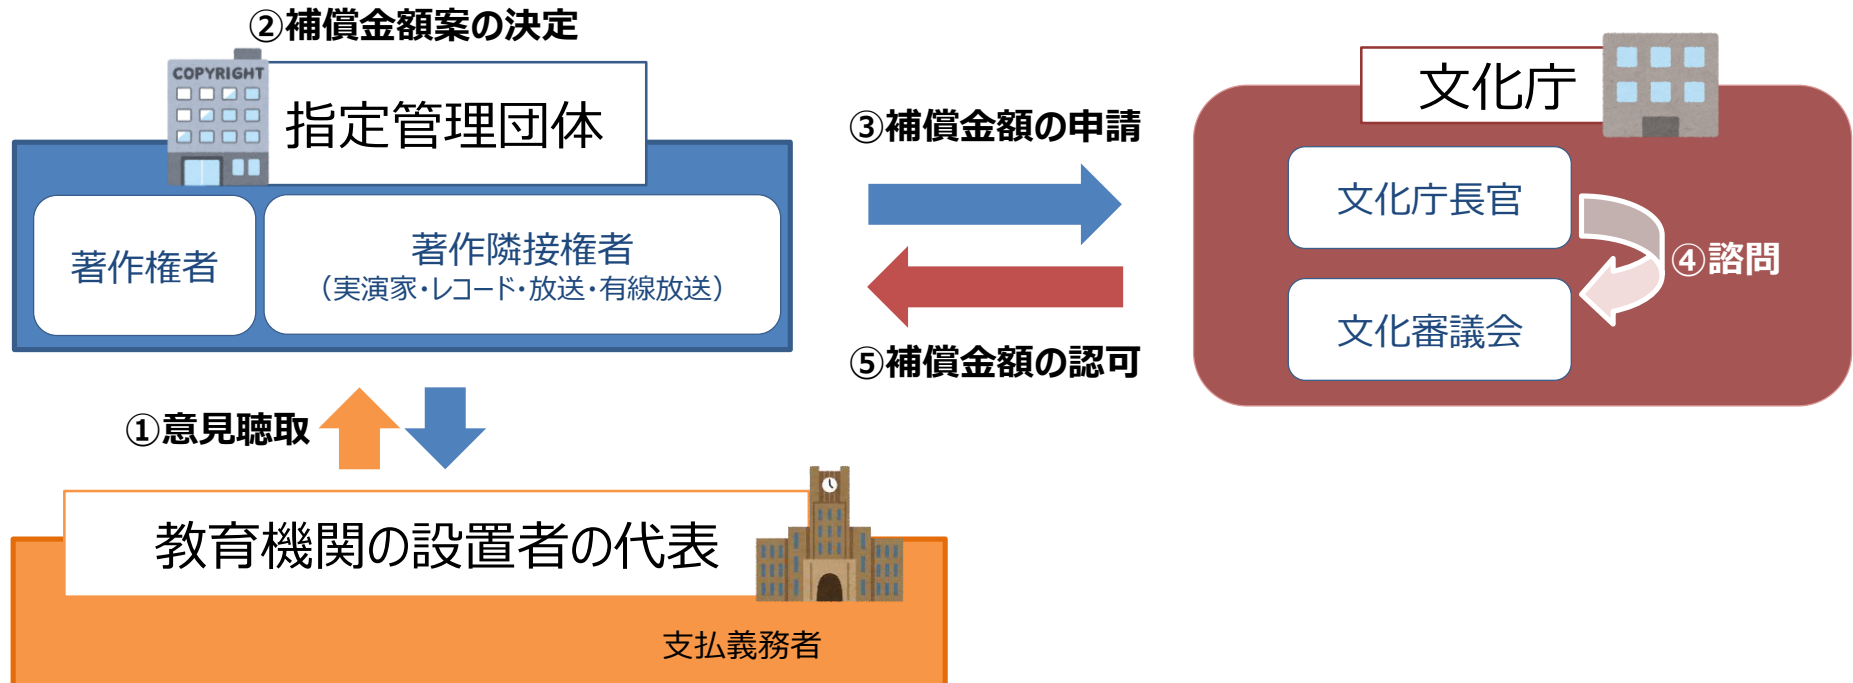 ②補償金額案の決定
COPYRIGHT
指定管理団体
著作権者
著作隣接権者
（実演家・レコード・放送・有線放送）
③補償金額の申請
⑤補償金額の認可
文化庁
文化庁長官
④諮問
文化審議会
①意見聴取
教育機関の設置者の代表
支払義務者